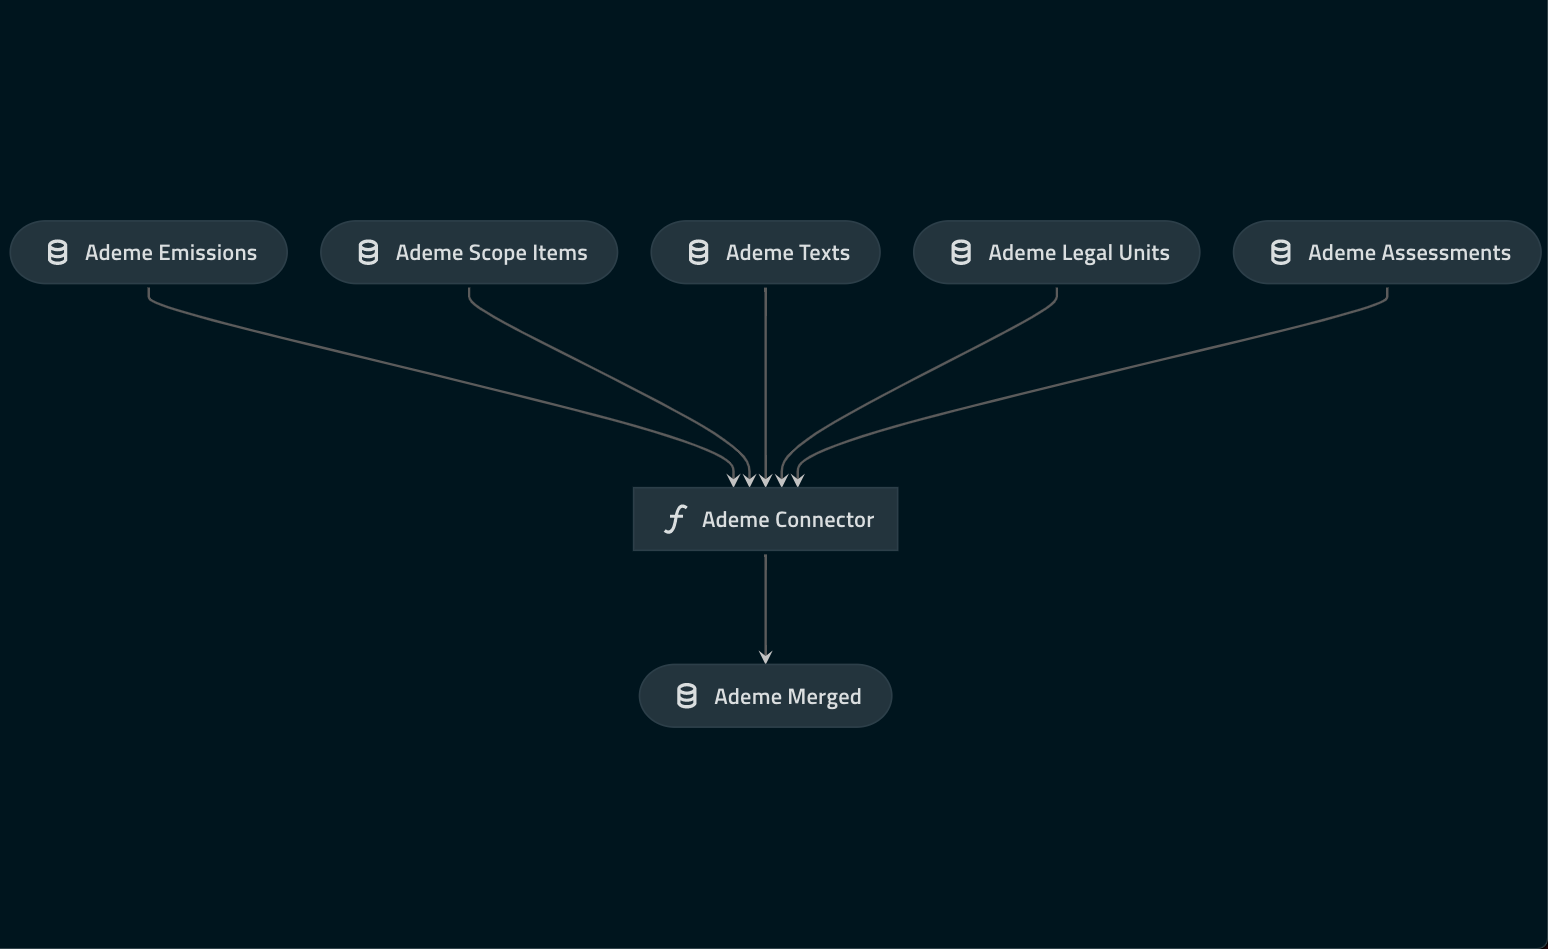 Ademe Emissions
Ademe Scope Items
Ademe Texts
Ademe Legal Units
Ademe Assessments
Ademe Connector
Ademe Merged